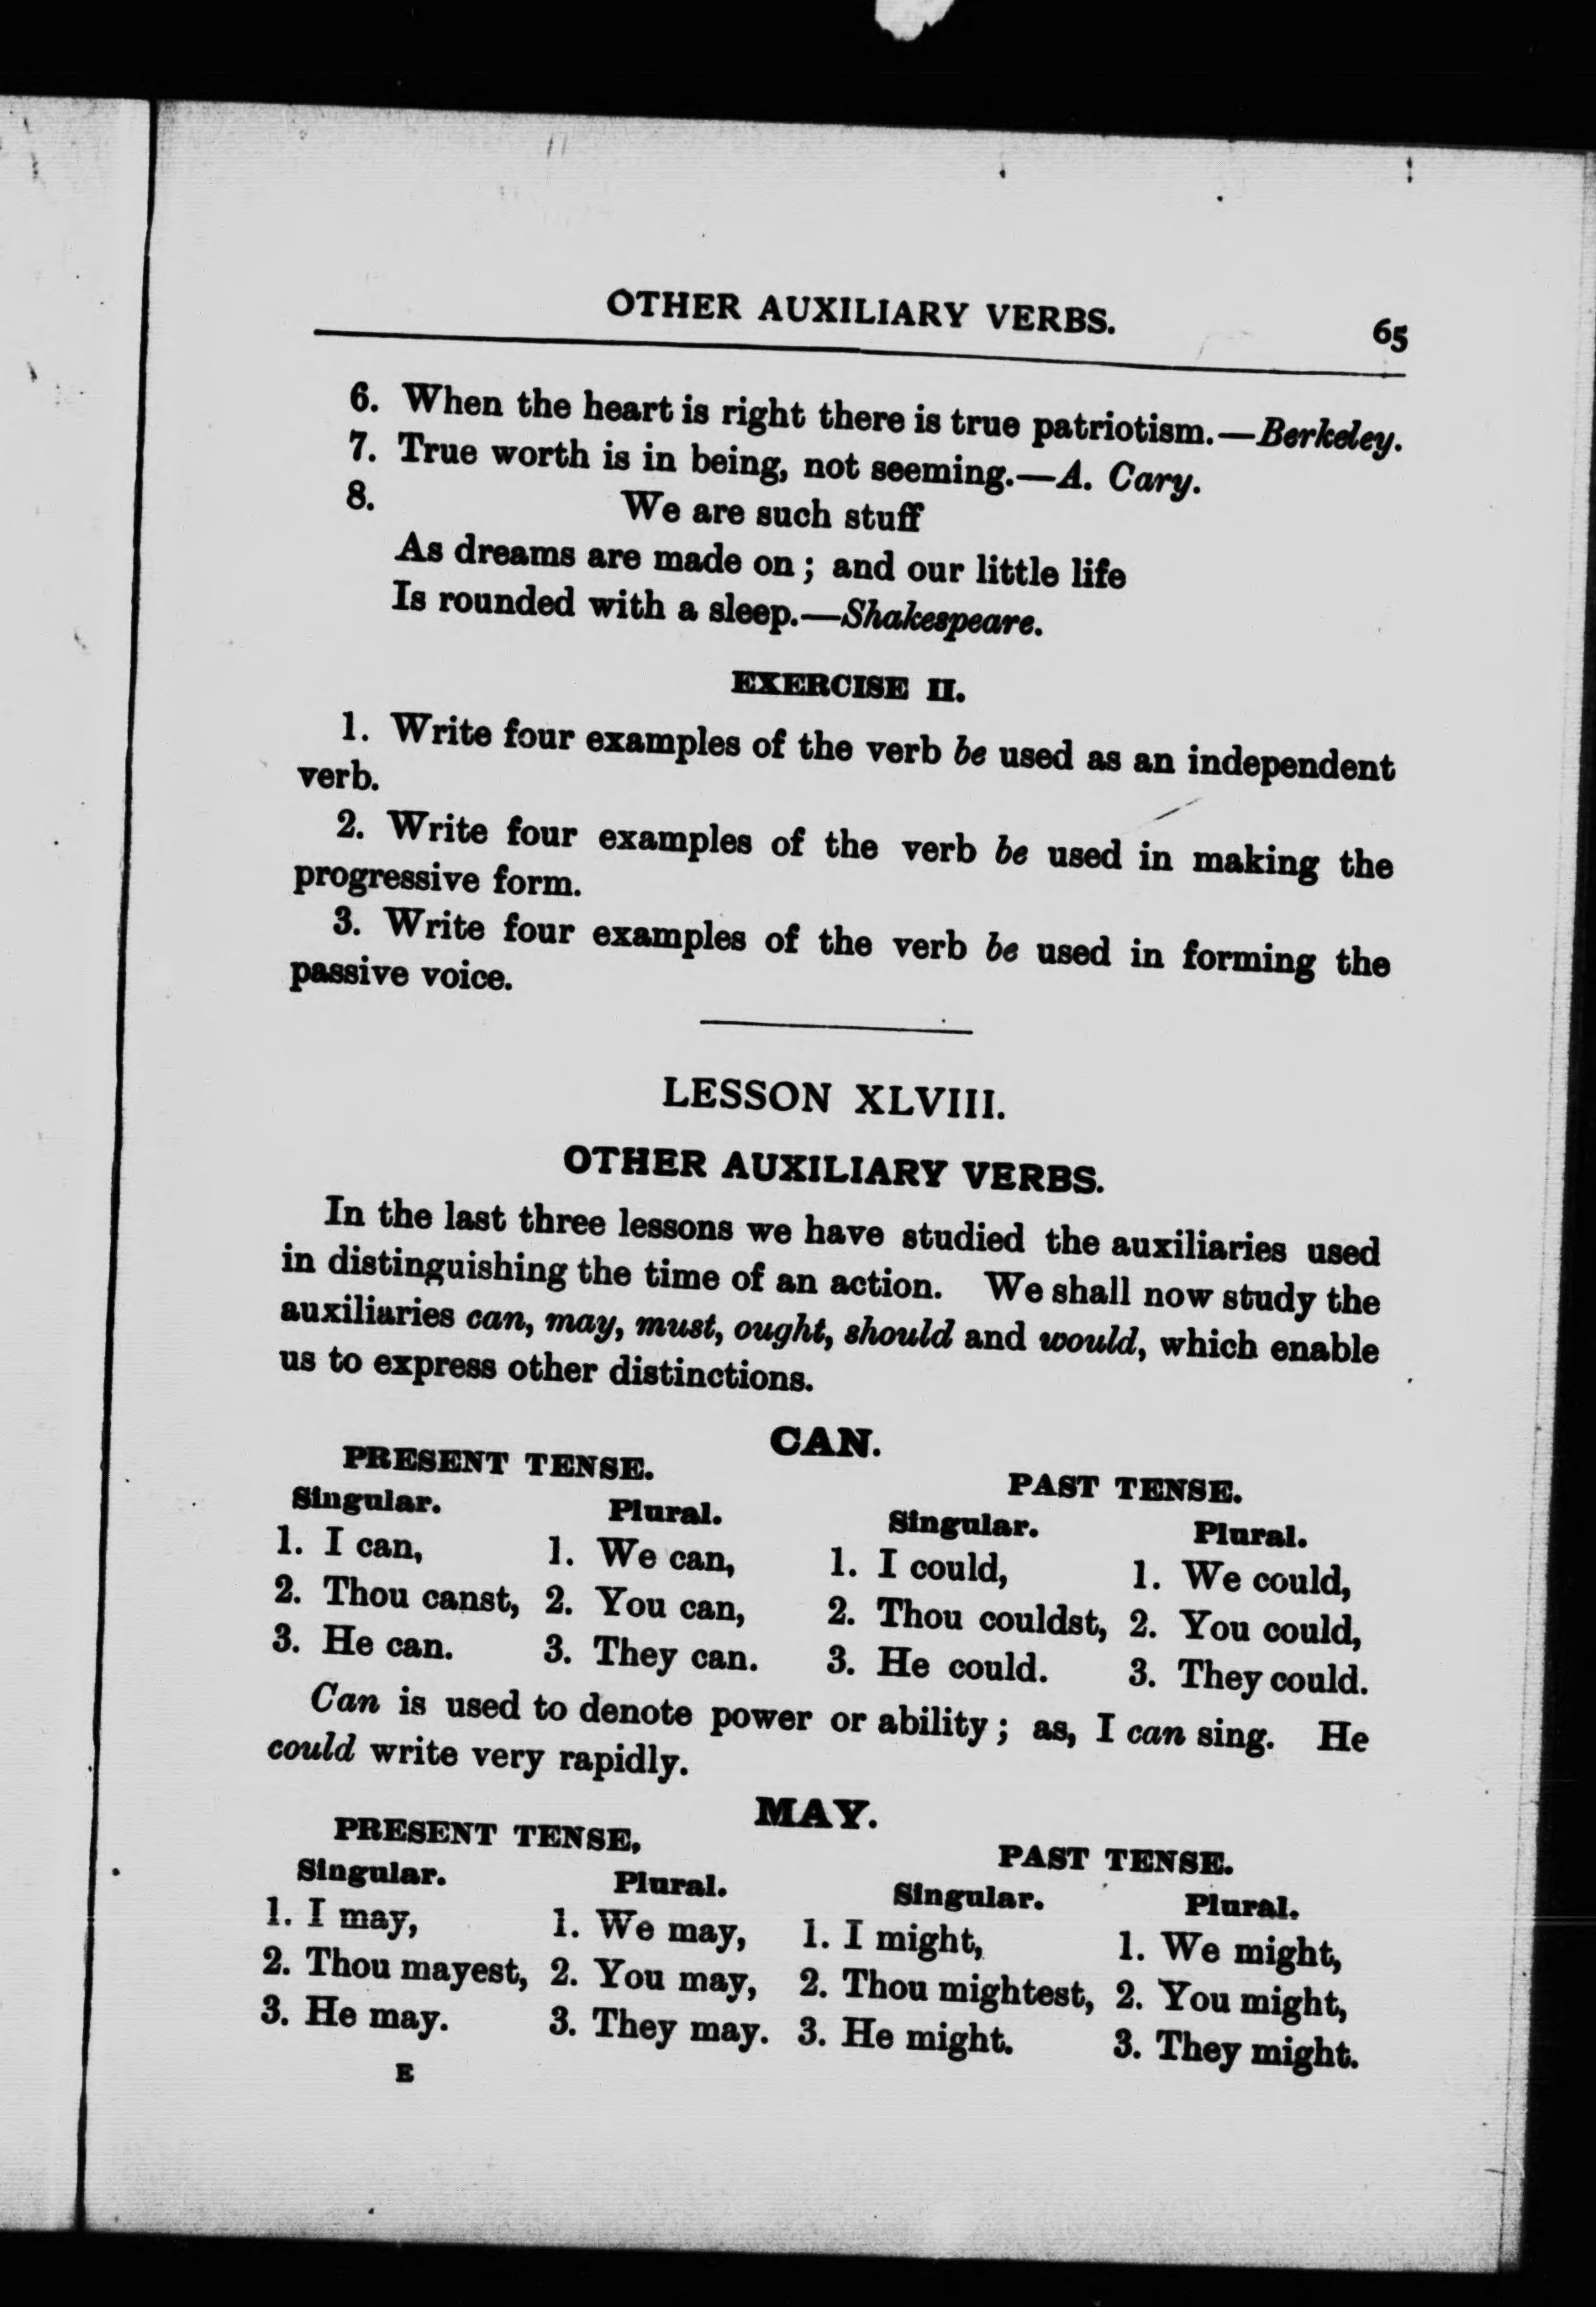 OTHER AUXILIARY VERBS. 65
6. When the heart is right there is true patriotism.—Berkeley.
7. True worth is in being, not seeming.—A. Cary.
8. We are such stuff
As dreams are made on; and our little life
Is rounded with a sleep.—Shakespeare.
EXERCISE II.
1. Write four examples of the verb be used as an independent
verb.
2. Write four examples of the verb be used in making the
progressive form.
3. Write four examples of the verb be used in forming the
passive voice.
LESSON XLVIII.
OTHER AUXILIARY VERBS.
In the last three lessons we have studied the auxiliaries used
in distinguishing the time of an action. We shall now study the
auxiliaries can, may, must, ought, should and would, which enable
us to express other distinctions.
CAN.
PRESENT TENSE. PAST TENSE.
Singular. Plural. Singular. Plural.
1. I can, 1. We can, 1. I could, 1. We could,
2. Thou canst, 2. You can, 2. Thou couldst, 2. You could,
3. He can. 3. They can. 3. He could. 3. They could.
Can is used to denote power or ability; as, I can sing. He
could write very rapidly.
MAY.
PRESENT TENSE. PAST TENSE.
Singular. Plural. Singular. Plural.
1. I may, 1. We may, 1. I might, 1. We might,
2. Thou mayest, 2. You may, 2. Thou mightest, 2. You might,
3. He may. 3. They may. 3. He might. 3. They might.
E